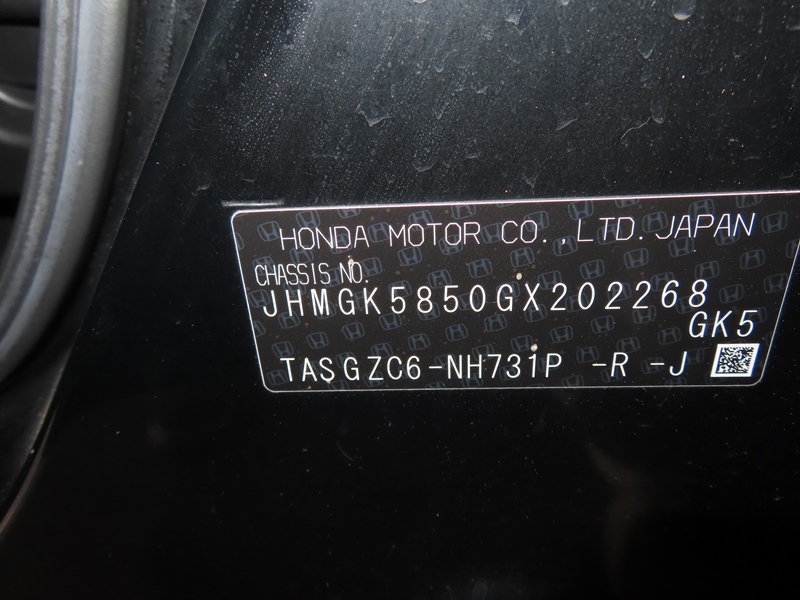 HONDA MOTOR CO.,LTD.JAPAN
CHASSIS NO.
JHMGK5850GX202268
GK5
TASGZC6-NH731P -R -J